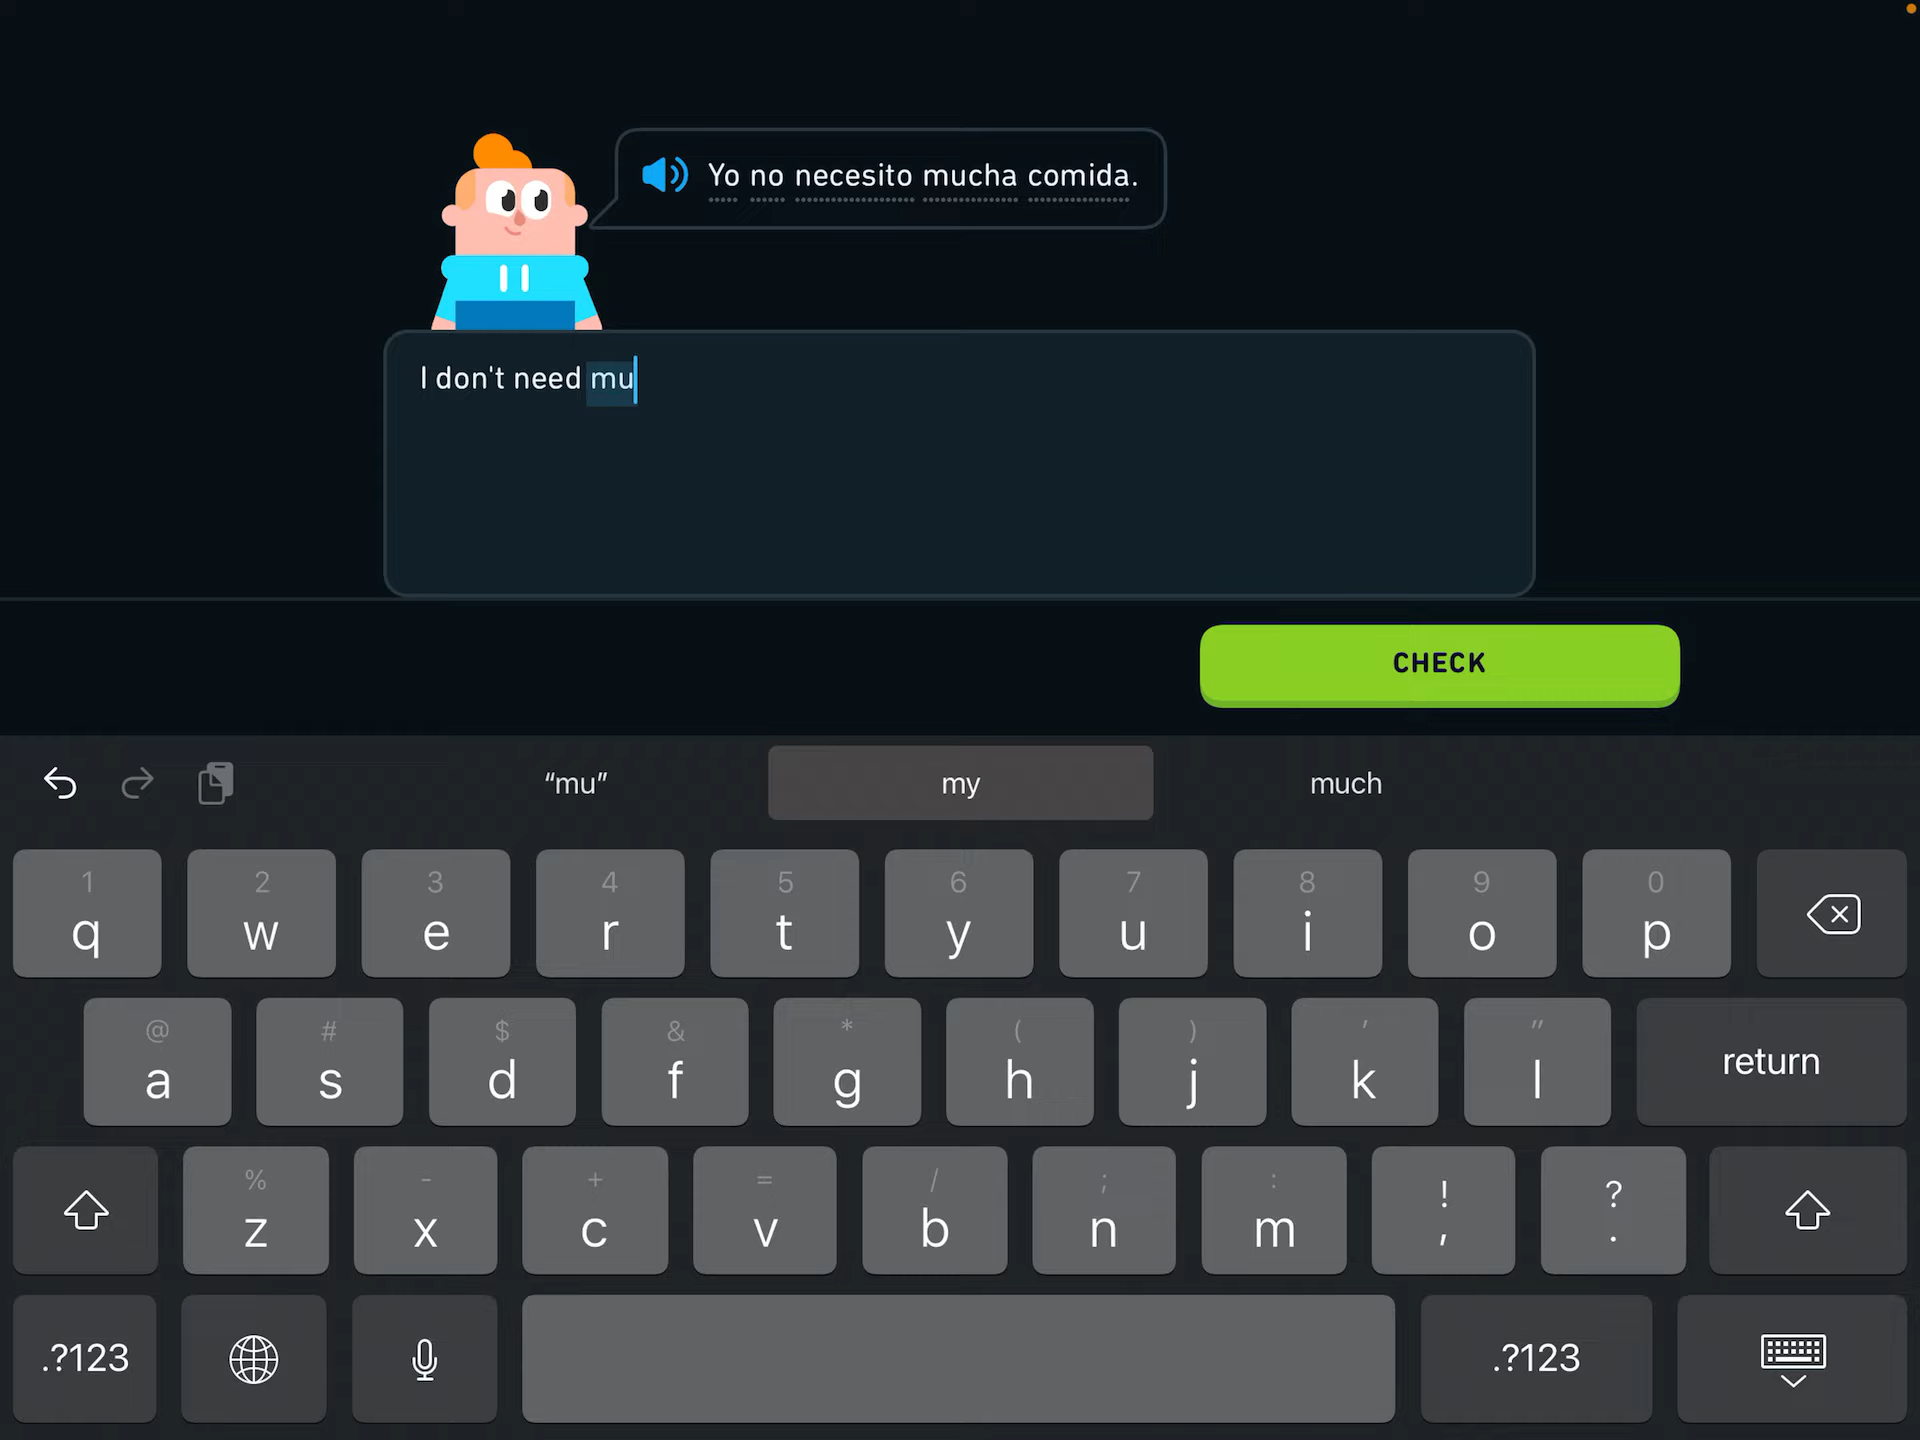 Yo no necesito mucha comida.
I don't need mu
CHECK
“mu” my much
1 2 3 4 5 6 7 8 9 0
q w e r t y u i o p
@ # $ & * ( ) ' "
a s d f g h j k l return
% - + = / ; : ! ?
z x c v b n m , .
.?123 .?123